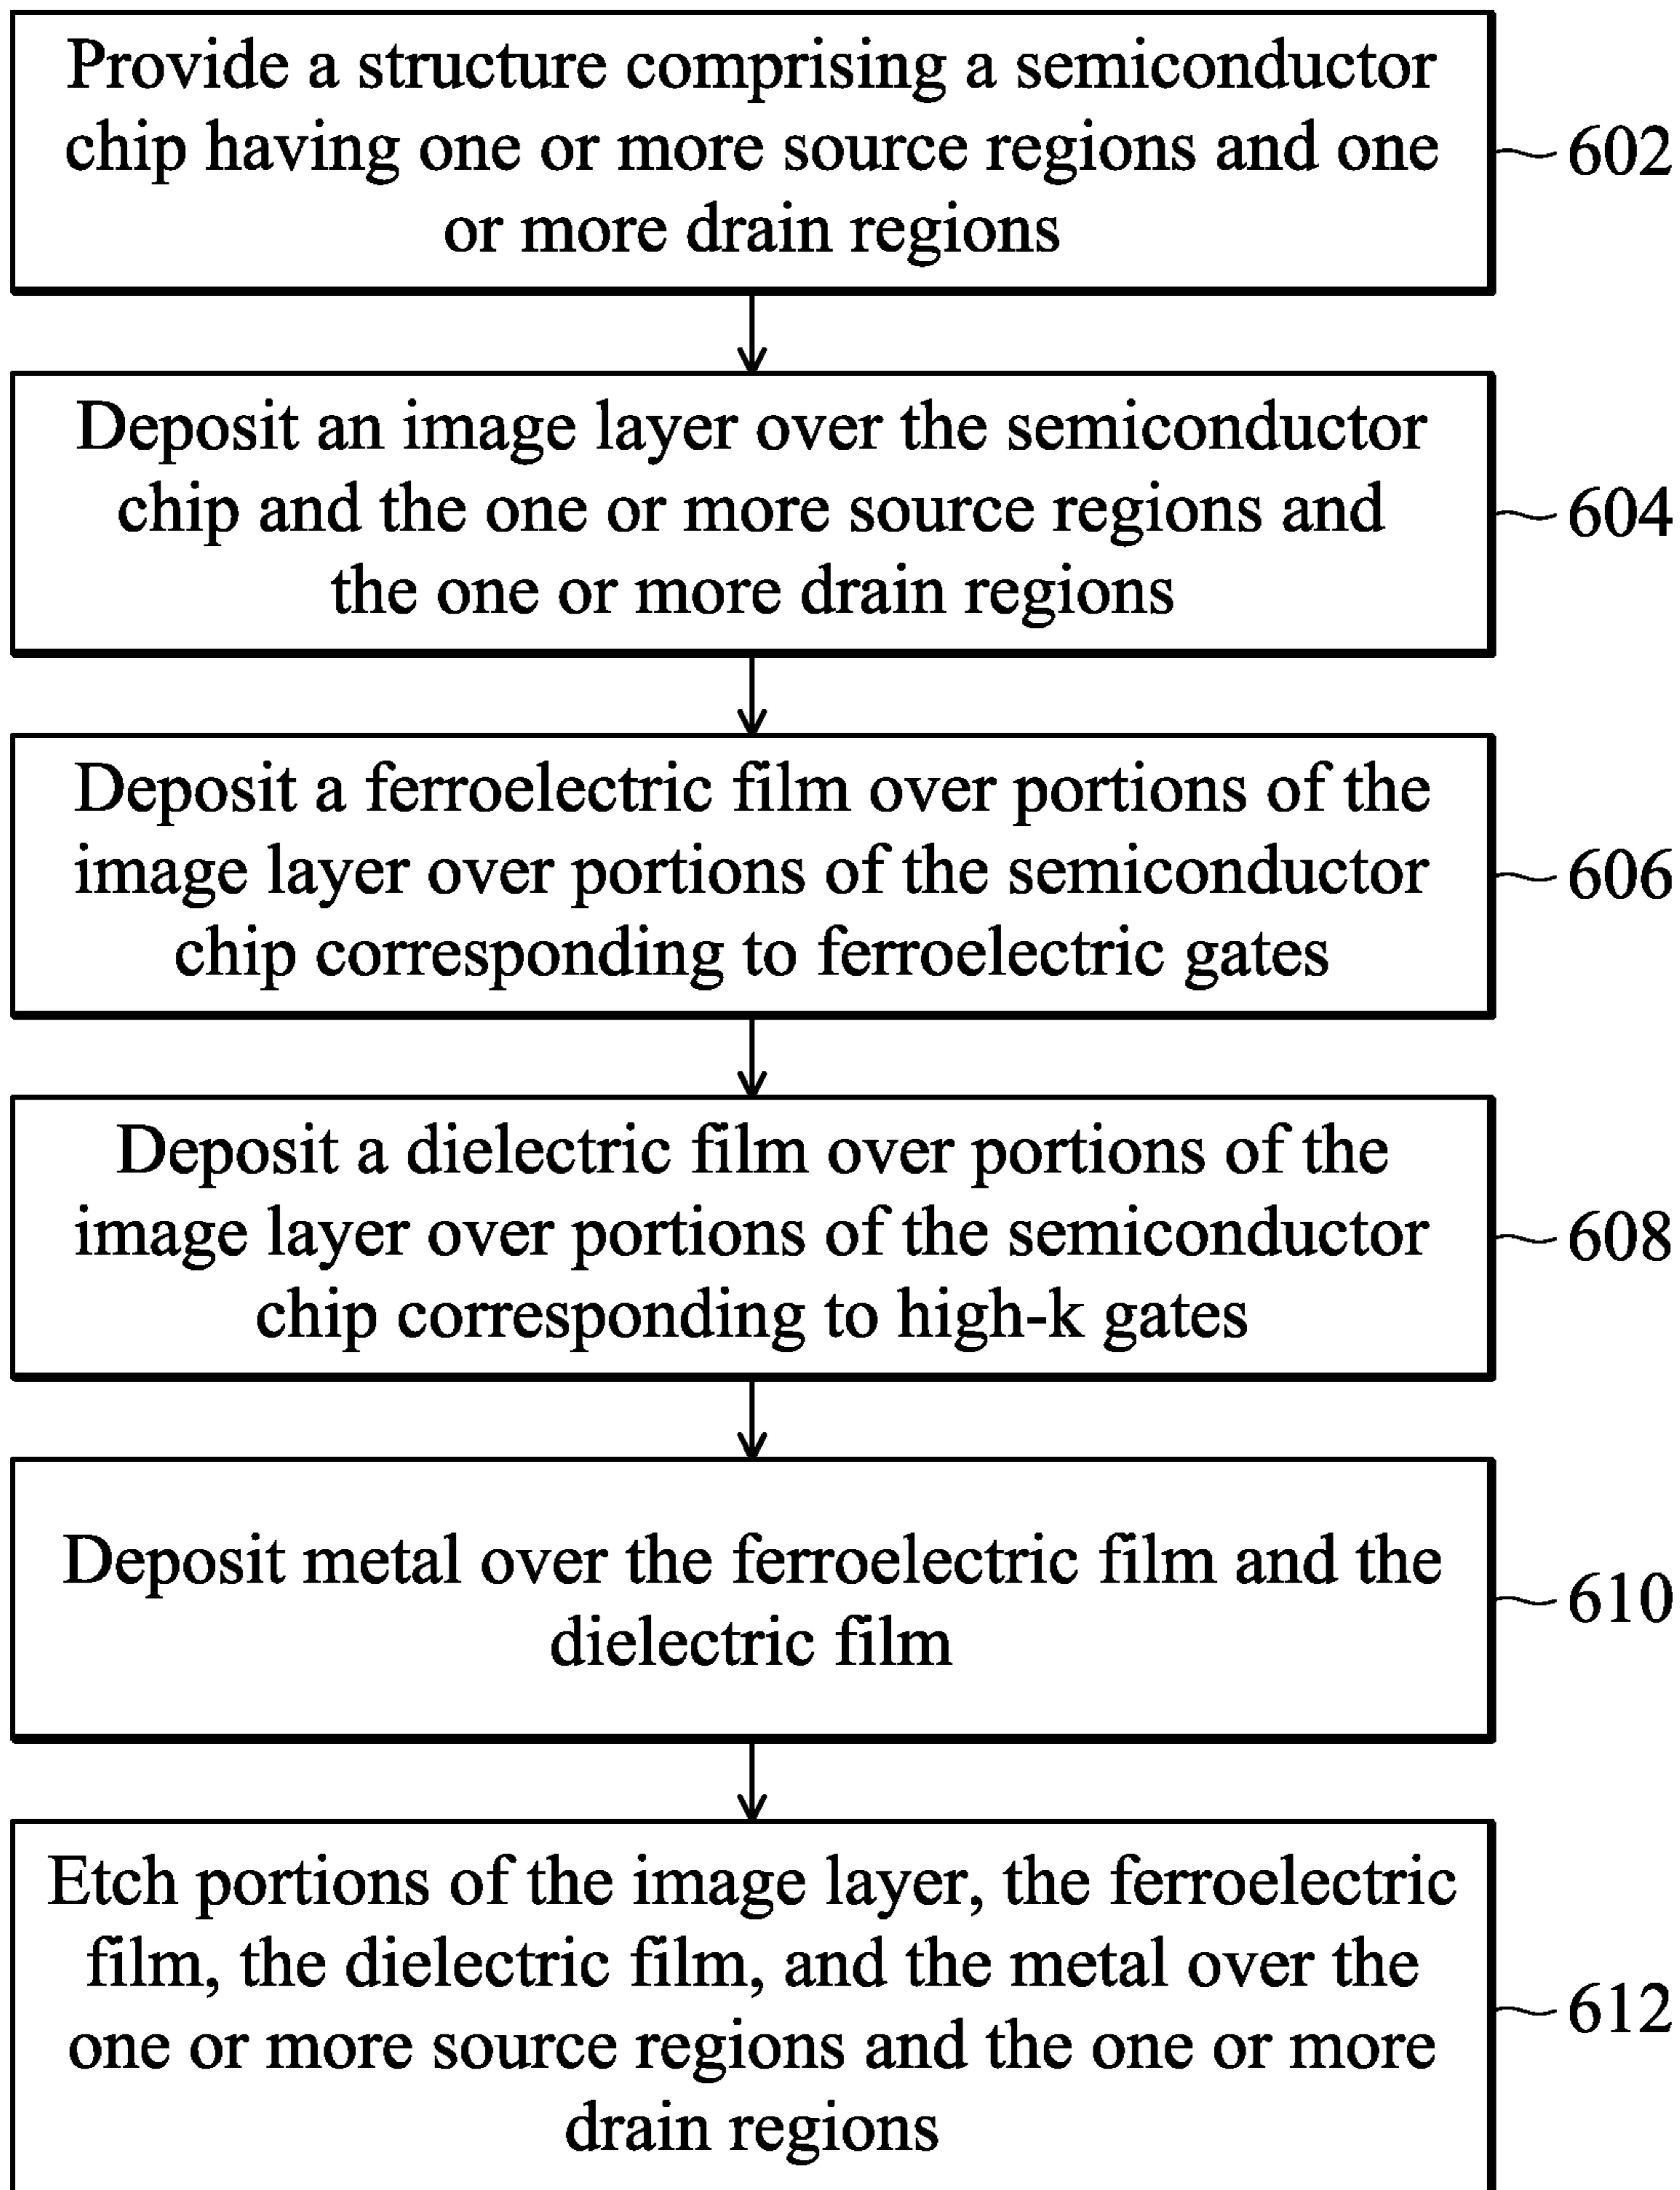 Provide a structure comprising a semiconductor
chip having one or more source regions and one
or more drain regions
602
Deposit an image layer over the semiconductor
chip and the one or more source regions and
the one or more drain regions
604
Deposit a ferroelectric film over portions of the
image layer over portions of the semiconductor
chip corresponding to ferroelectric gates
606
Deposit a dielectric film over portions of the
image layer over portions of the semiconductor
chip corresponding to high-k gates
608
Deposit metal over the ferroelectric film and the
dielectric film
610
Etch portions of the image layer, the ferroelectric
film, the dielectric film, and the metal over the
one or more source regions and the one or more
drain regions
612